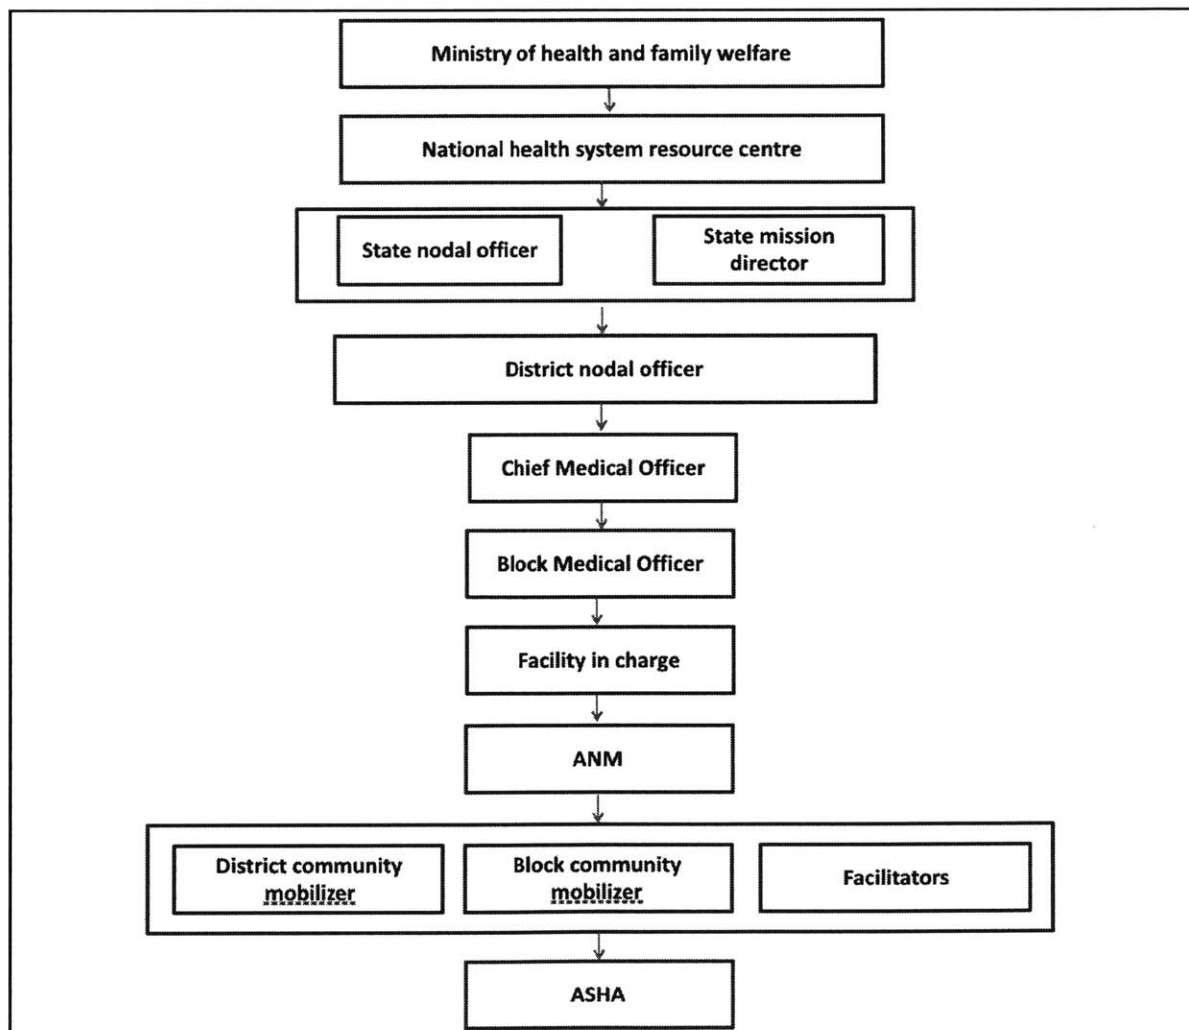 Ministry of health and family welfare
National health system resource centre
State nodal officer
State mission
director
District nodal officer
Chief Medical Officer
Block Medical Officer
Facility in charge
ANM
District community
mobilizer
Block community
mobilizer
Facilitators
ASHA